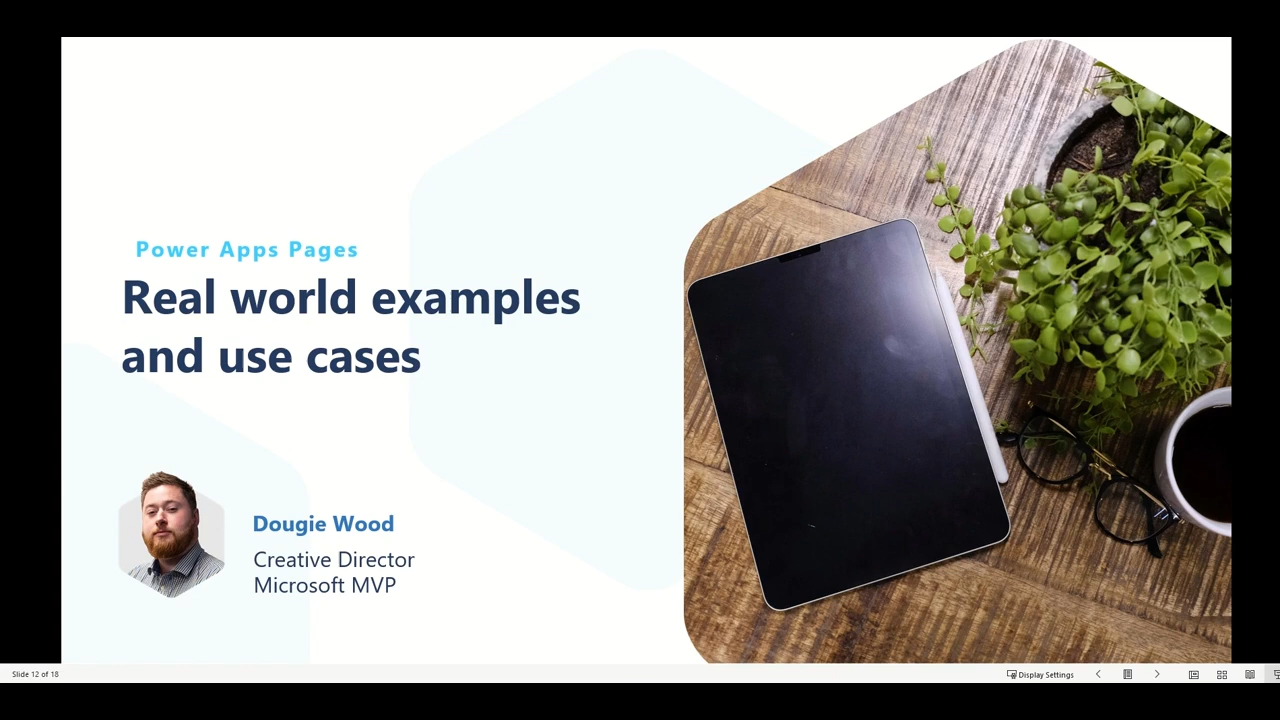 Power Apps Pages
Real world examples
and use cases
Dougie Wood
Creative Director
Microsoft MVP
Slide 12 of 18
Display Settings